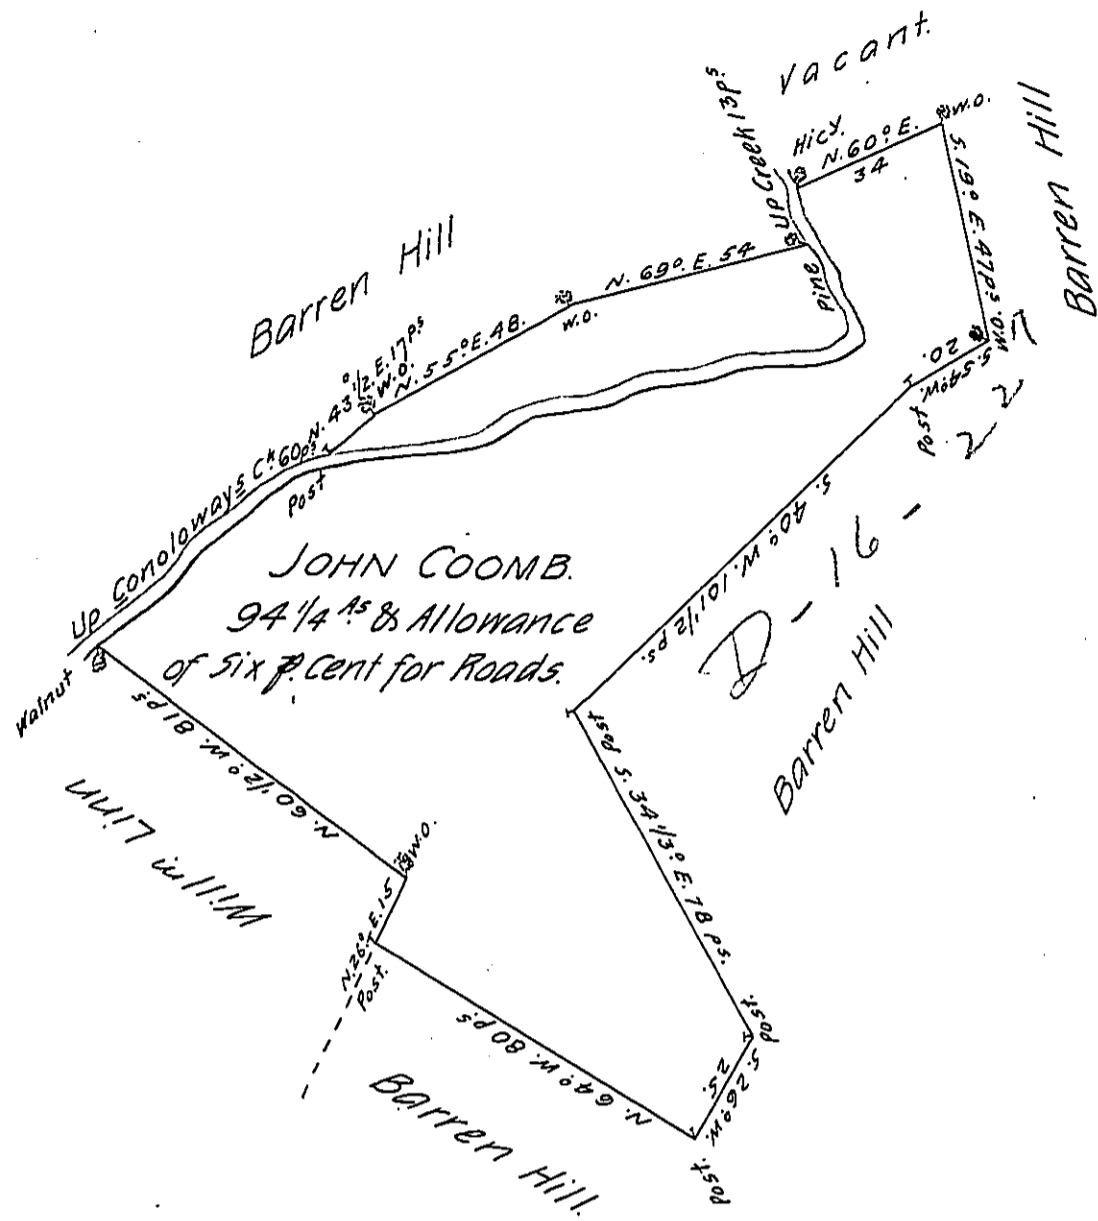 Vacant.
Hicy.
N. 60° E.
34
W.O.
Up Creek 13 ps
Pine
Barren Hill
S. 19° E. 47 ps
W.O.
S. 54° W.
20.
Post
Barren Hill
N. 69° E. 54
W.O.
N. 55° E. 48.
W.O.
N. 43 1/2° E. 17 ps
Post
Up Conoloways Ck. 60 ps
Walnut
JOHN COOMB.
94 1/4 As & Allowance
of Six P. Cent for Roads.
S. 40° W. 101 1/2 ps.
D-16-227
Barren Hill
Post
S. 34 1/3° E. 78 ps.
Post.
S. 26° W.
25.
Post.
N. 64° W. 80 ps
Barren Hill.
N. 26° E. 15
Post.
W.O.
N. 60 1/2° W. 81 ps
Willm Linn